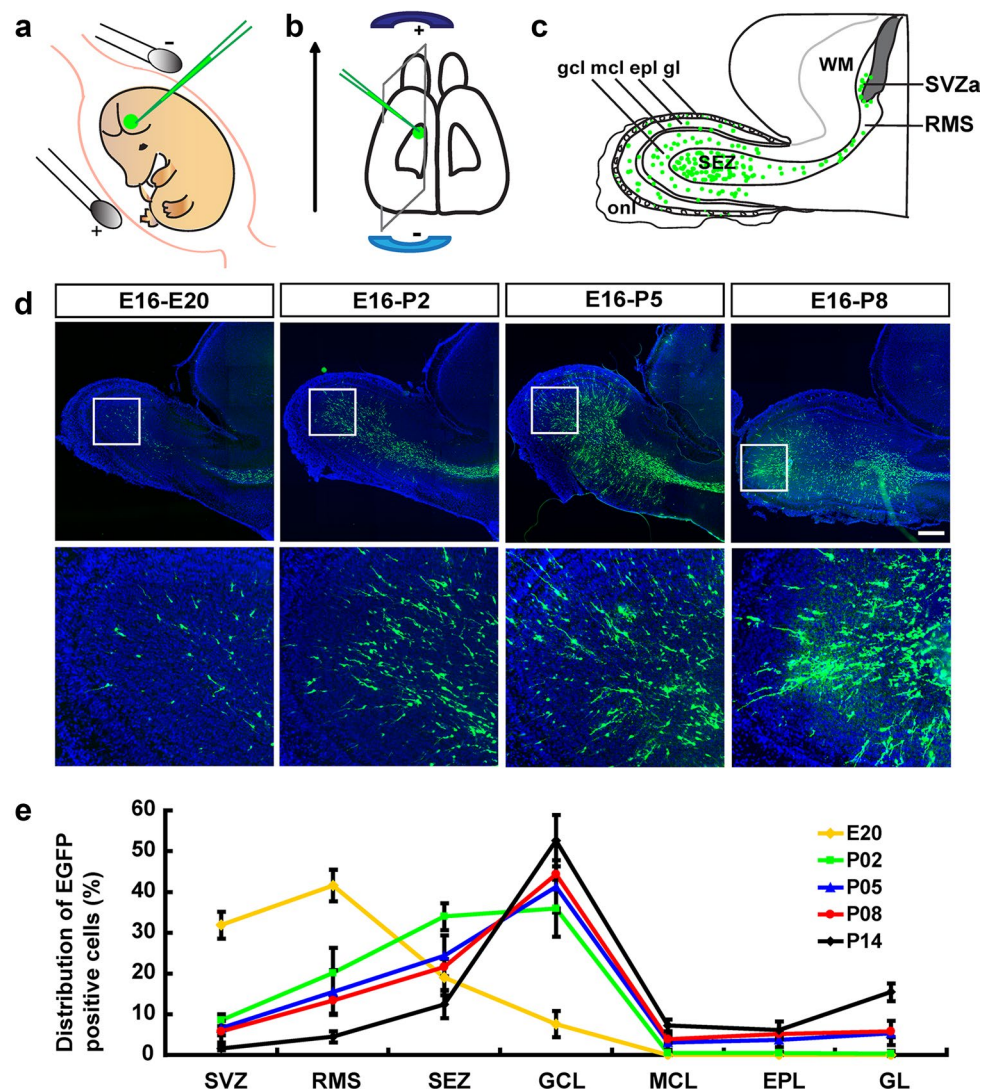 a
-
+
b
+
-
c
gcl mcl epl gl
WM
SVZa
RMS
SEZ
onl
d
E16-E20
E16-P2
E16-P5
E16-P8
e
Distribution of EGFP
positive cells (%)
60
50
40
30
20
10
0
SVZ
RMS
SEZ
GCL
MCL
EPL
GL
E20
P02
P05
P08
P14